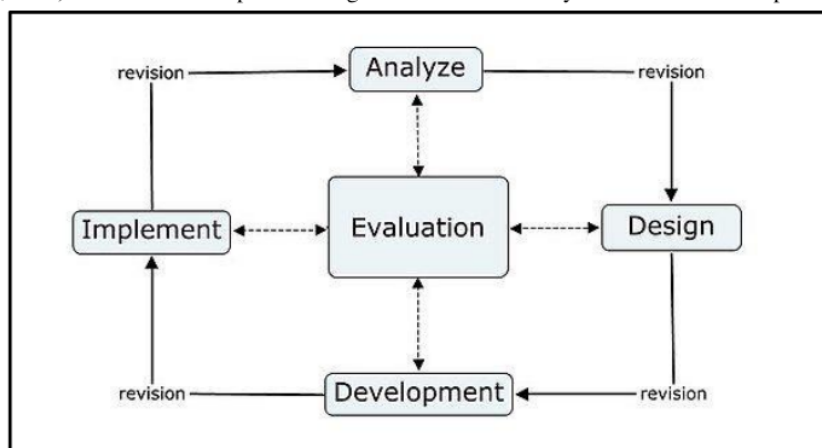 revision
Analyze
revision
Implement
Evaluation
Design
revision
Development
revision